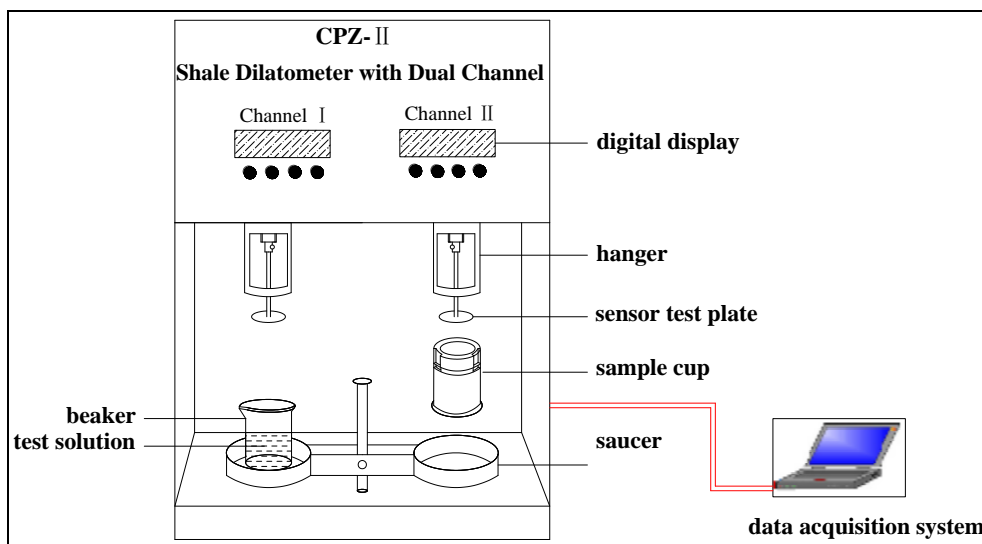 CPZ-Ⅱ
Shale Dilatometer with Dual Channel
Channel Ⅰ
Channel Ⅱ
digital display
hanger
sensor test plate
sample cup
beaker
test solution
saucer
data acquisition system